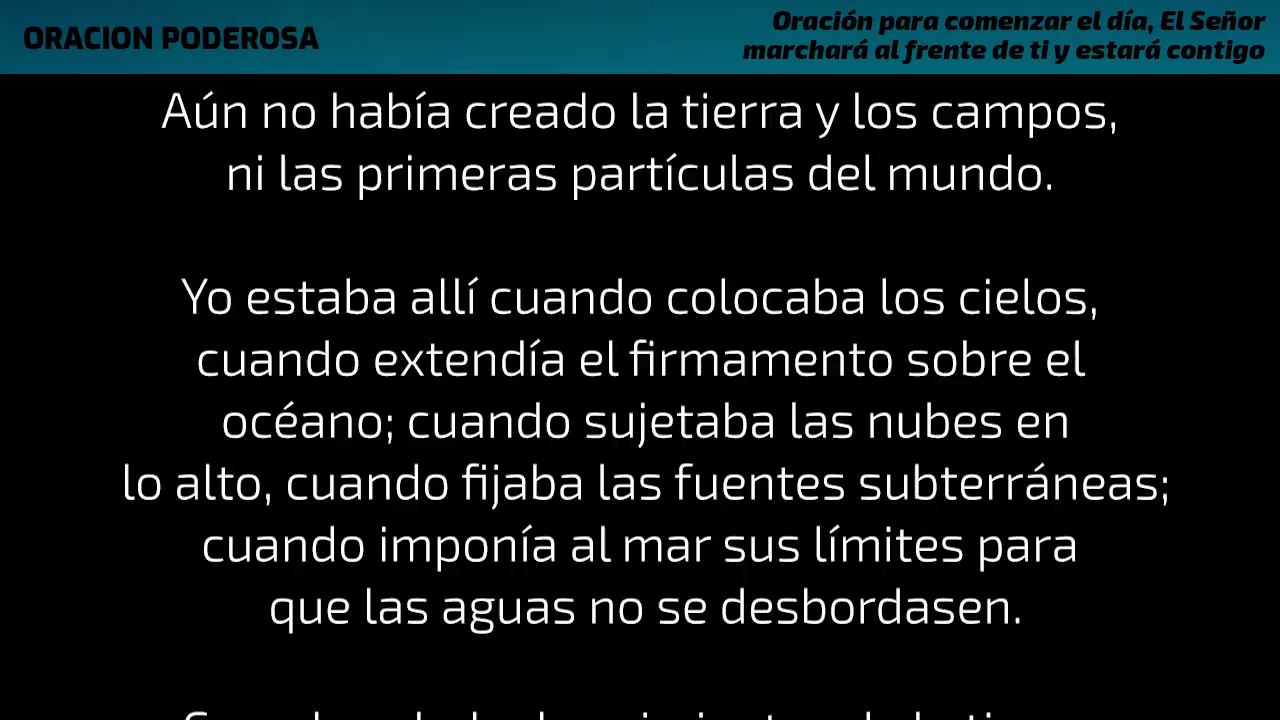 ORACION PODEROSA
Oración para comenzar el día, El Señor
marchará al frente de ti y estará contigo
Aún no había creado la tierra y los campos,
ni las primeras partículas del mundo.
Yo estaba allí cuando colocaba los cielos,
cuando extendía el firmamento sobre el
océano; cuando sujetaba las nubes en
lo alto, cuando fijaba las fuentes subterráneas;
cuando imponía al mar sus límites para
que las aguas no se desbordasen.